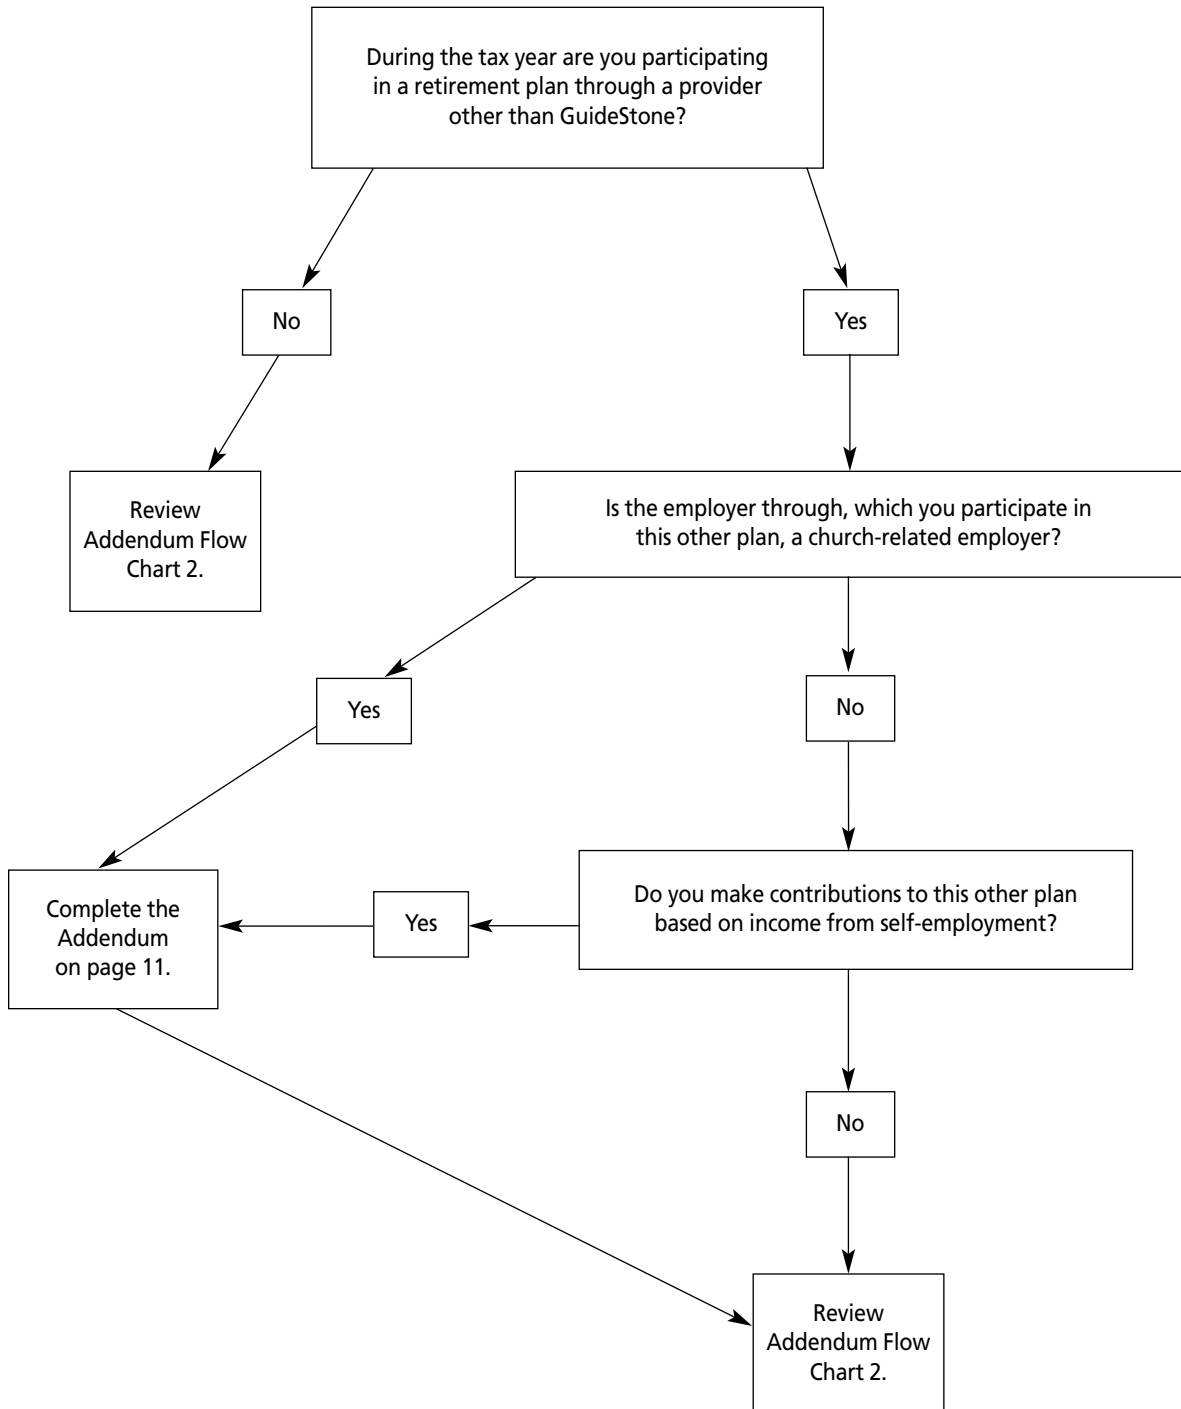 During the tax year are you participating
in a retirement plan through a provider
other than GuideStone?
No
Yes
Review
Addendum Flow
Chart 2.
Is the employer through, which you participate in
this other plan, a church-related employer?
Yes
No
Complete the
Addendum
on page 11.
Yes
Do you make contributions to this other plan
based on income from self-employment?
No
Review
Addendum Flow
Chart 2.